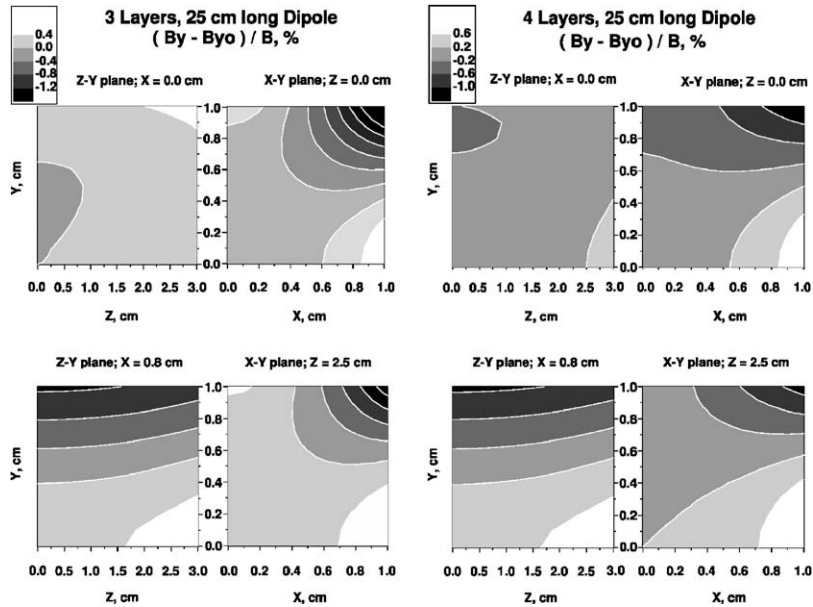 3 Layers, 25 cm long Dipole
( By - Byo ) / B, %
0.4
0.0
-0.4
-0.8
-1.2
Z-Y plane; X = 0.0 cm
X-Y plane; Z = 0.0 cm
Y, cm
1.0
0.8
0.6
0.4
0.2
0.0
0.0 0.5 1.0 1.5 2.0 2.5 3.0
Z, cm
0.0 0.2 0.4 0.6 0.8 1.0
X, cm
Z-Y plane; X = 0.8 cm
X-Y plane; Z = 2.5 cm
Y, cm
1.0
0.8
0.6
0.4
0.2
0.0
0.0 0.5 1.0 1.5 2.0 2.5 3.0
Z, cm
0.0 0.2 0.4 0.6 0.8 1.0
X, cm
4 Layers, 25 cm long Dipole
( By - Byo ) / B, %
0.6
0.2
-0.2
-0.6
-1.0
Z-Y plane; X = 0.0 cm
X-Y plane; Z = 0.0 cm
Y, cm
1.0
0.8
0.6
0.4
0.2
0.0
0.0 0.5 1.0 1.5 2.0 2.5 3.0
Z, cm
0.0 0.2 0.4 0.6 0.8 1.0
X, cm
Z-Y plane; X = 0.8 cm
X-Y plane; Z = 2.5 cm
Y, cm
1.0
0.8
0.6
0.4
0.2
0.0
0.0 0.5 1.0 1.5 2.0 2.5 3.0
Z, cm
0.0 0.2 0.4 0.6 0.8 1.0
X, cm